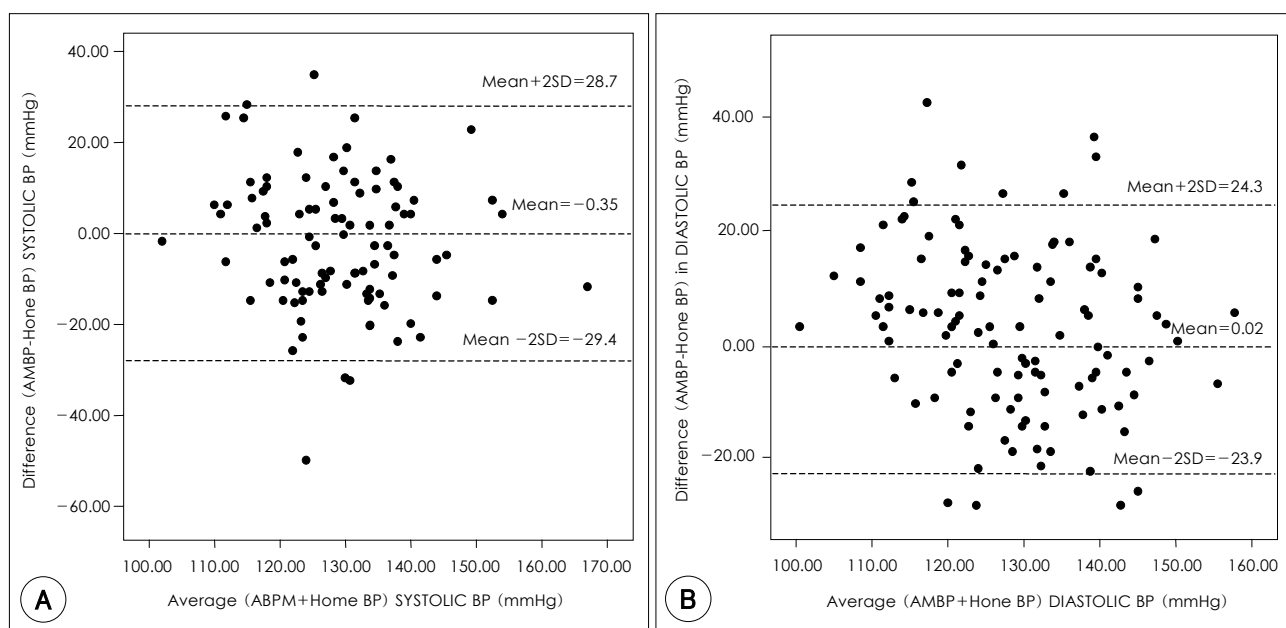 Difference (AMBP-Hone BP) SYSTOLIC BP (mmHg)
40.00
20.00
0.00
−20.00
−40.00
−60.00
Mean+2SD=28.7
Mean=−0.35
Mean −2SD=−29.4
100.00 110.00 120.00 130.00 140.00 150.00 160.00 170.00
Average (ABPM+Home BP) SYSTOLIC BP (mmHg)
A
Difference (AMBP-Hone BP) in DIASTOLIC BP (mmHg)
40.00
20.00
0.00
−20.00
Mean+2SD=24.3
Mean=0.02
Mean−2SD=−23.9
100.00 110.00 120.00 130.00 140.00 150.00 160.00
Average (AMBP+Hone BP) DIASTOLIC BP (mmHg)
B